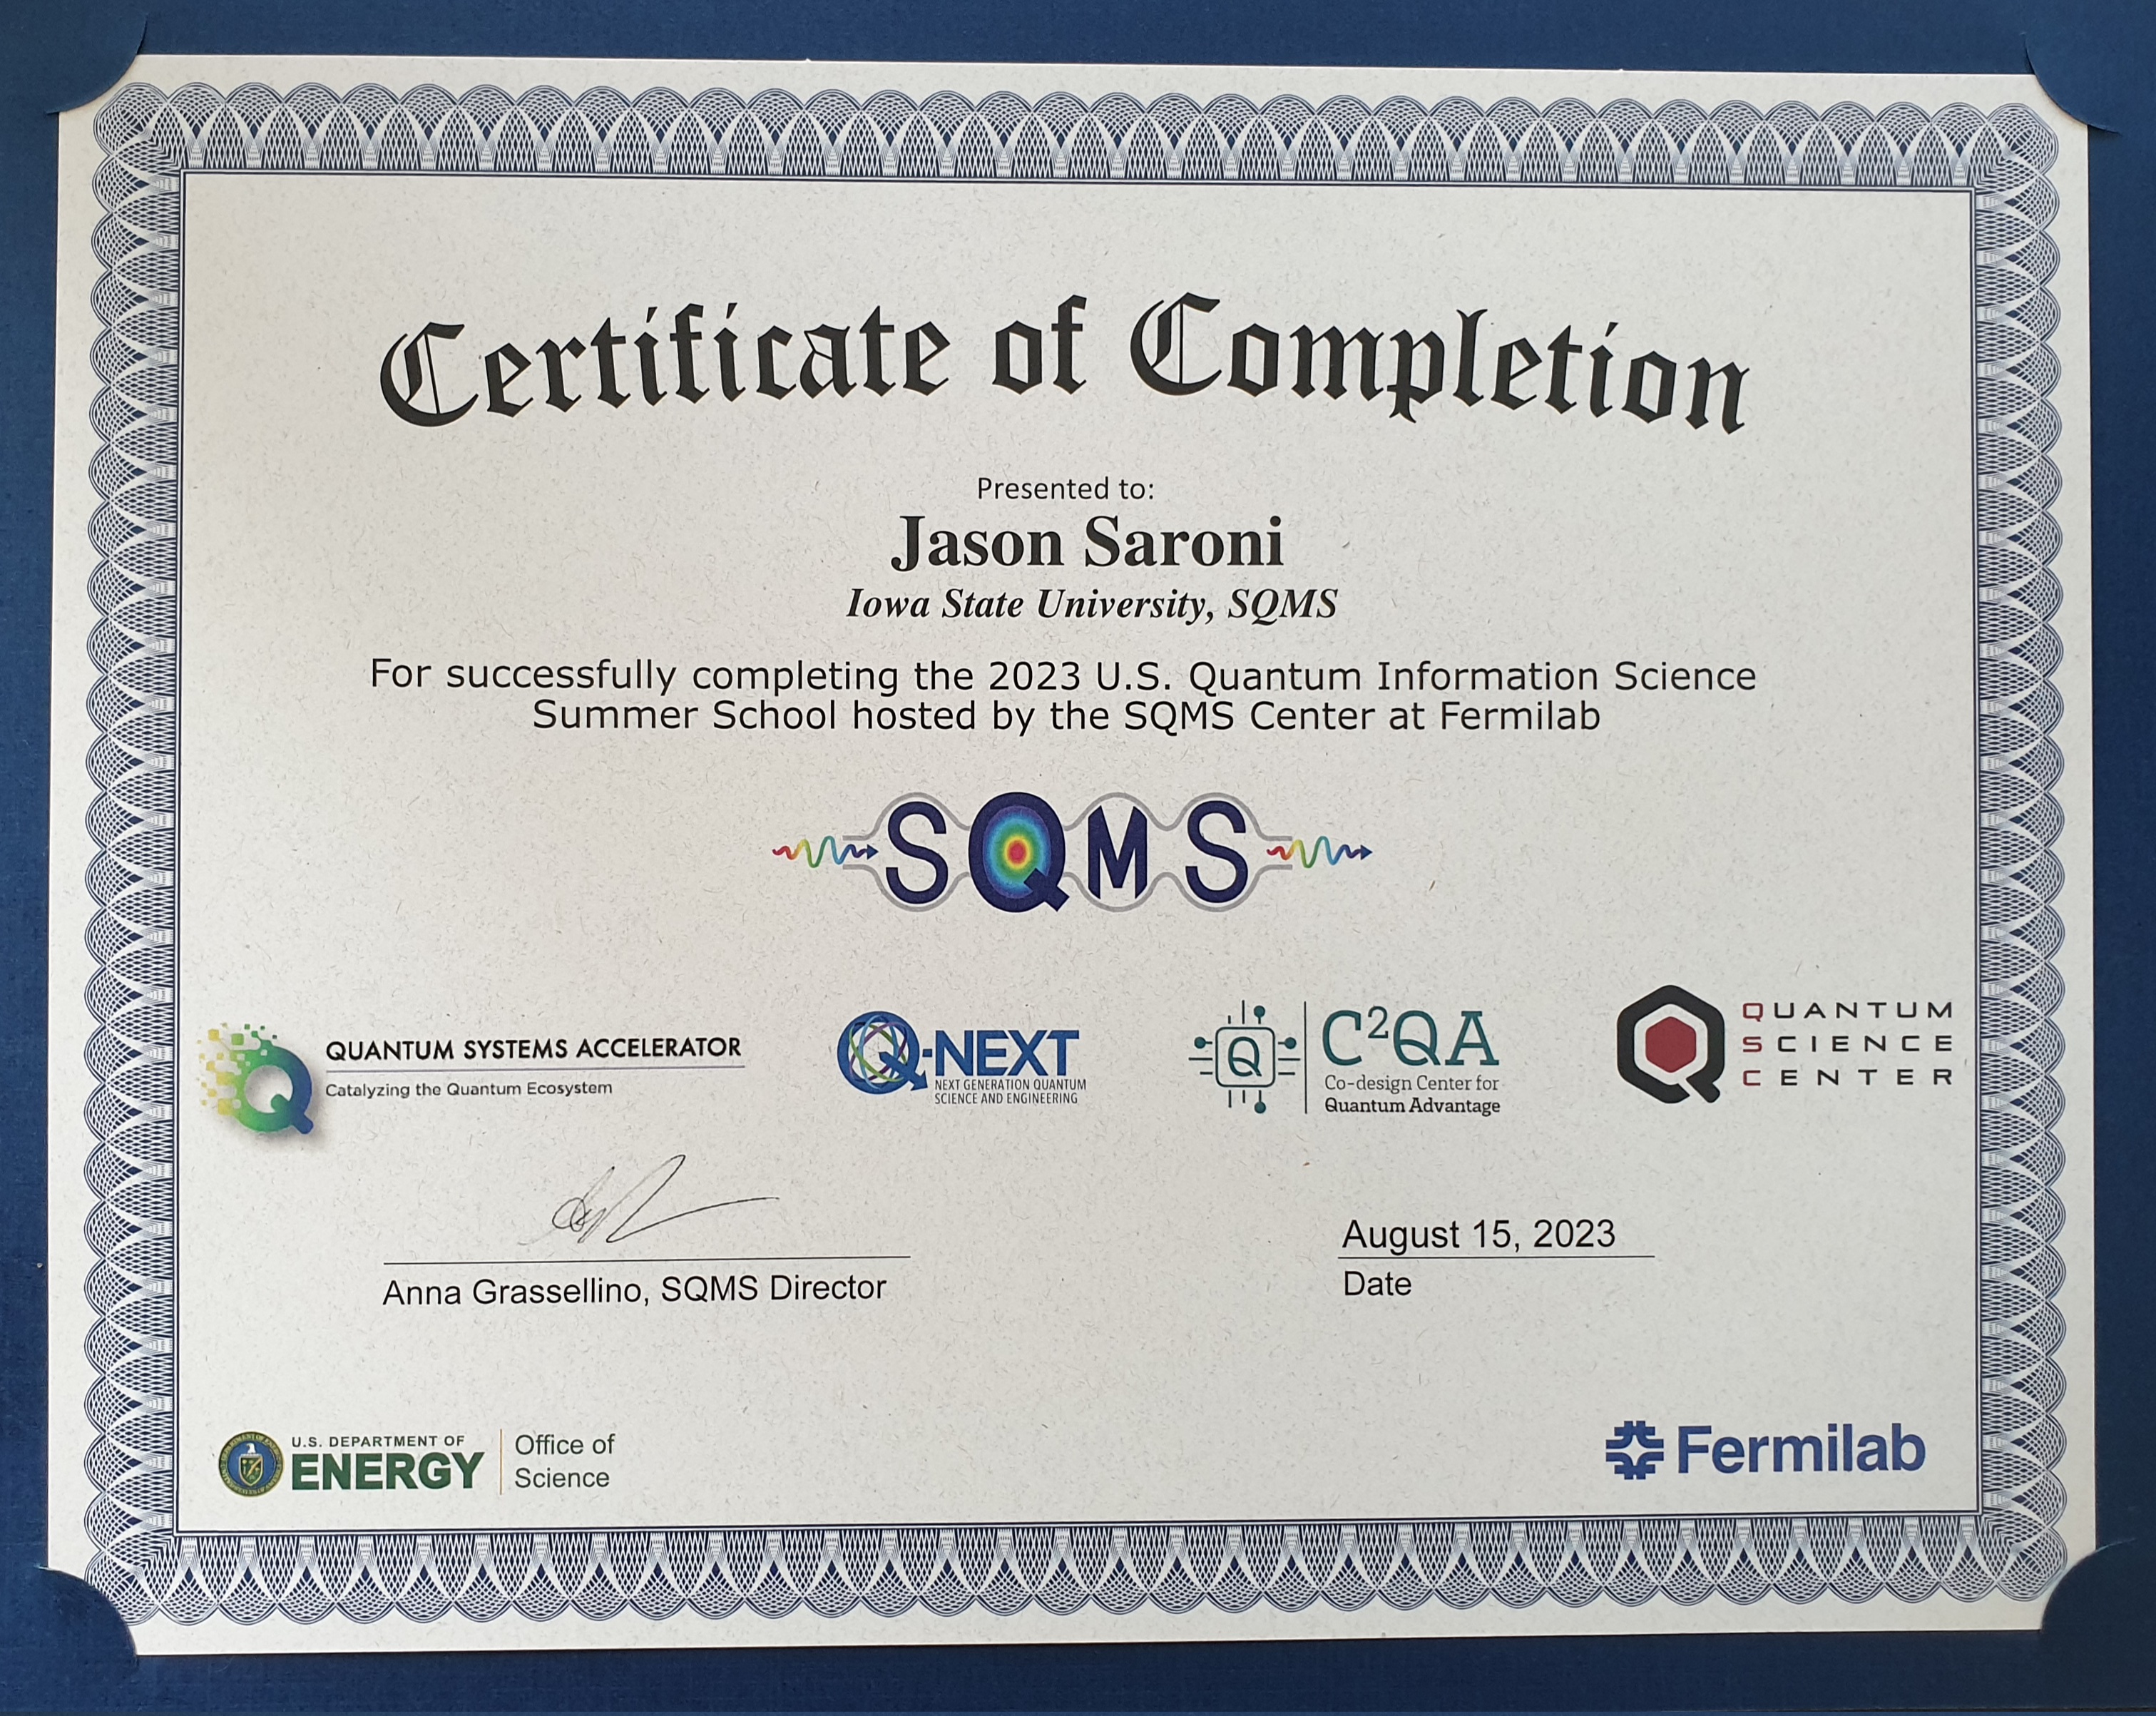 Certificate of Completion
Presented to:
Jason Saroni
Iowa State University, SQMS
For successfully completing the 2023 U.S. Quantum Information Science
Summer School hosted by the SQMS Center at Fermilab
SQMS
QUANTUM SYSTEMS ACCELERATOR
Catalyzing the Quantum Ecosystem
Q-NEXT
NEXT GENERATION QUANTUM
SCIENCE AND ENGINEERING
Q
C²QA
Co-design Center for
Quantum Advantage
QUANTUM
SCIENCE
CENTER
August 15, 2023
Anna Grassellino, SQMS Director
Date
U.S. DEPARTMENT OF
ENERGY
Office of
Science
Fermilab